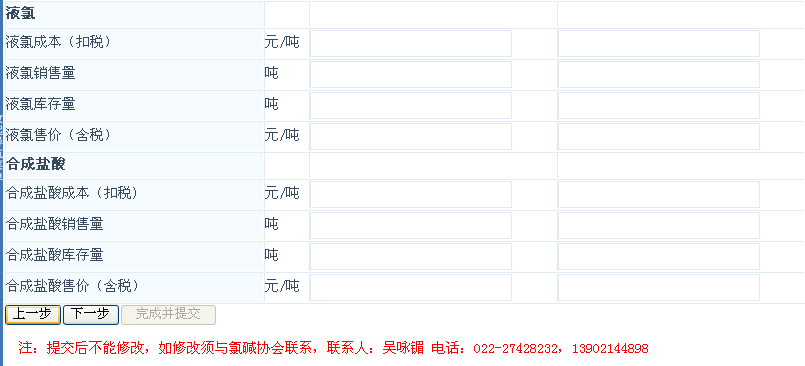 液氯
液氯成本（扣税） 元/吨
液氯销售量 吨
液氯库存量 吨
液氯售价（含税） 元/吨
合成盐酸
合成盐酸成本（扣税） 元/吨
合成盐酸销售量 吨
合成盐酸库存量 吨
合成盐酸售价（含税） 元/吨
上一步 下一步 完成并提交
注：提交后不能修改，如修改须与氯碱协会联系，联系人：吴咏镅 电话：022-27428232，13902144898